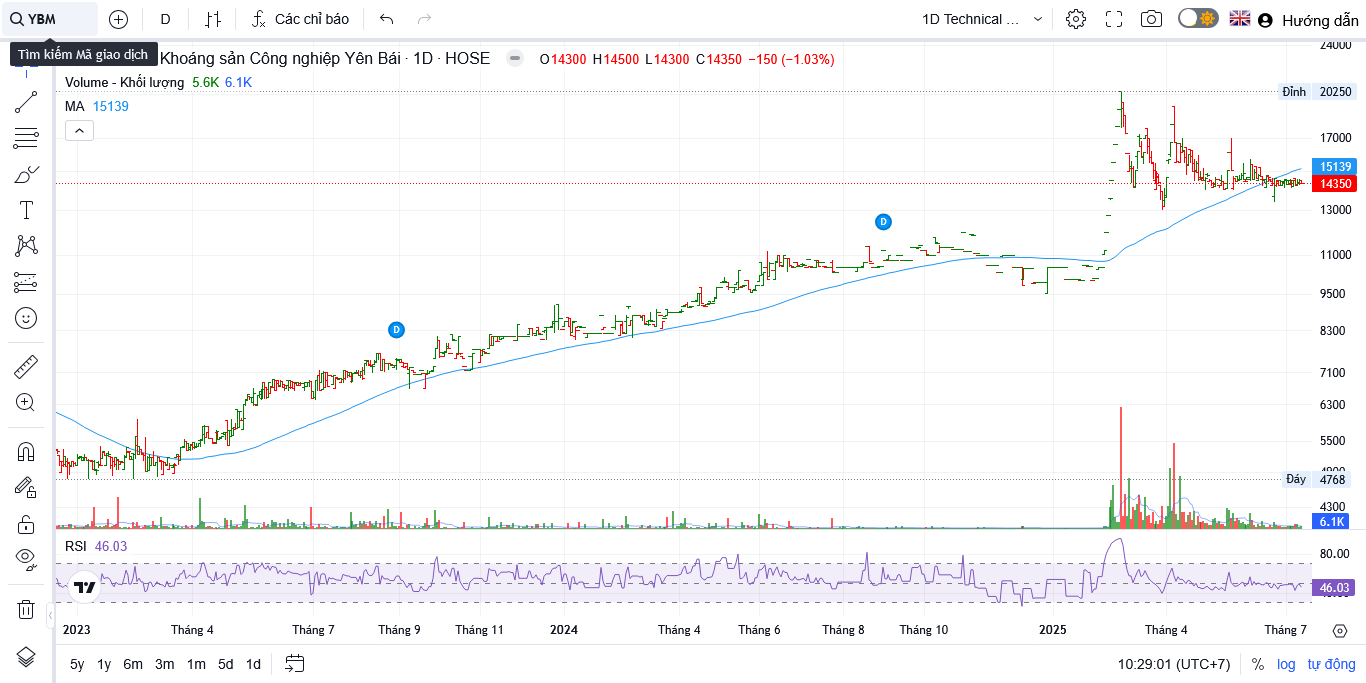 YBM D Các chỉ báo 1D Technical ... Hướng dẫn
Tìm kiếm Mã giao dịch
Khoáng sản Công nghiệp Yên Bái · 1D · HOSE O14300 H14500 L14300 C14350 −150 (−1.03%)
Volume - Khối lượng 5.6K 6.1K
MA 15139
24000
Đỉnh 20250
17000
15139
14350
13000
11000
9500
8300
7100
6300
5500
4900
Đáy 4768
4300
6.1K
D
D
RSI 46.03
80.00
46.03
2023 Tháng 4 Tháng 7 Tháng 9 Tháng 11 2024 Tháng 4 Tháng 6 Tháng 8 Tháng 10 2025 Tháng 4 Tháng 7
5y 1y 6m 3m 1m 5d 1d 10:29:01 (UTC+7) % log tự động